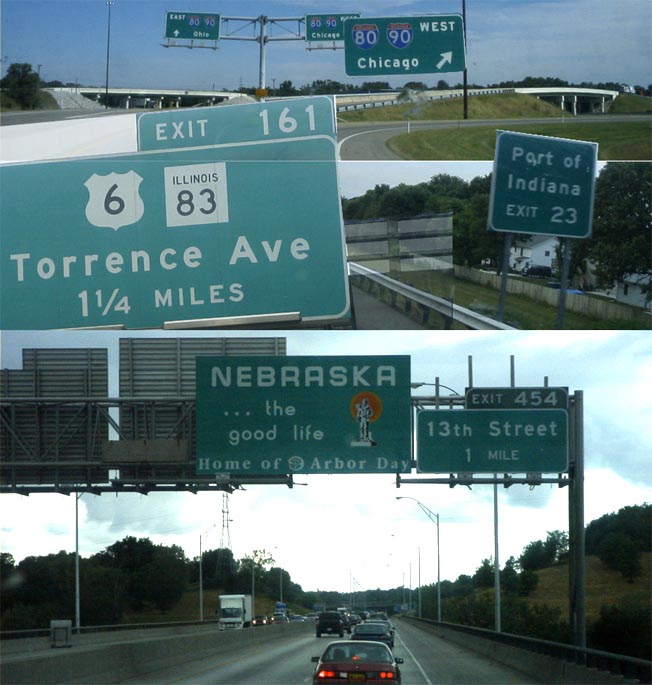 EAST 80 90
Ohio
80 90 WEST
Chicago
80 90 WEST
Chicago
EXIT 161
6 ILLINOIS 83
Torrence Ave
1¼ MILES
Port of
Indiana
EXIT 23
NEBRASKA
... the
good life
Home of Arbor Day
EXIT 454
13th Street
1 MILE